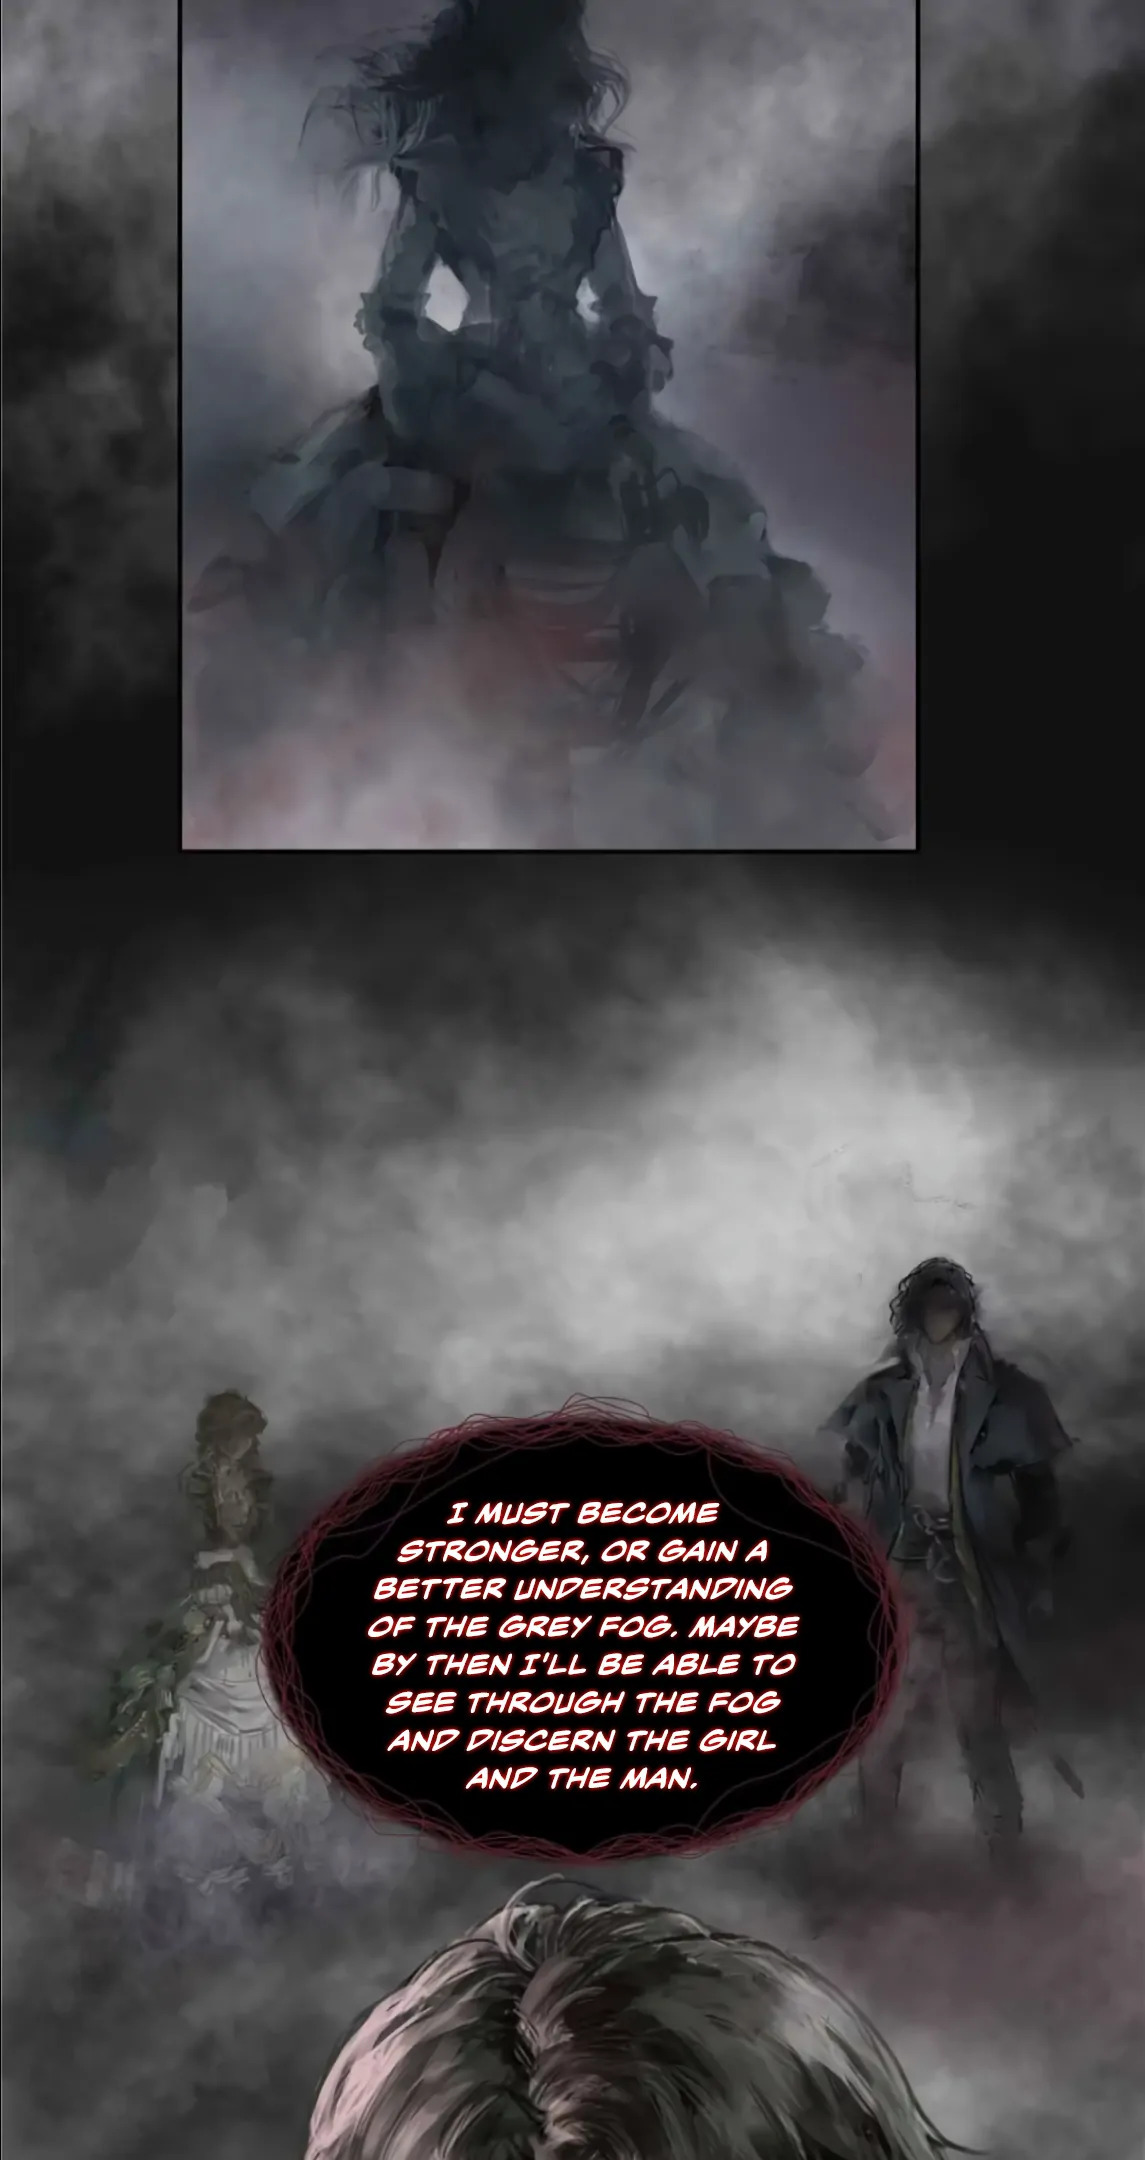 I MUST BECOME
STRONGER, OR GAIN A
BETTER UNDERSTANDING
OF THE GREY FOG. MAYBE
BY THEN I'LL BE ABLE TO
SEE THROUGH THE FOG
AND DISCERN THE GIRL
AND THE MAN.